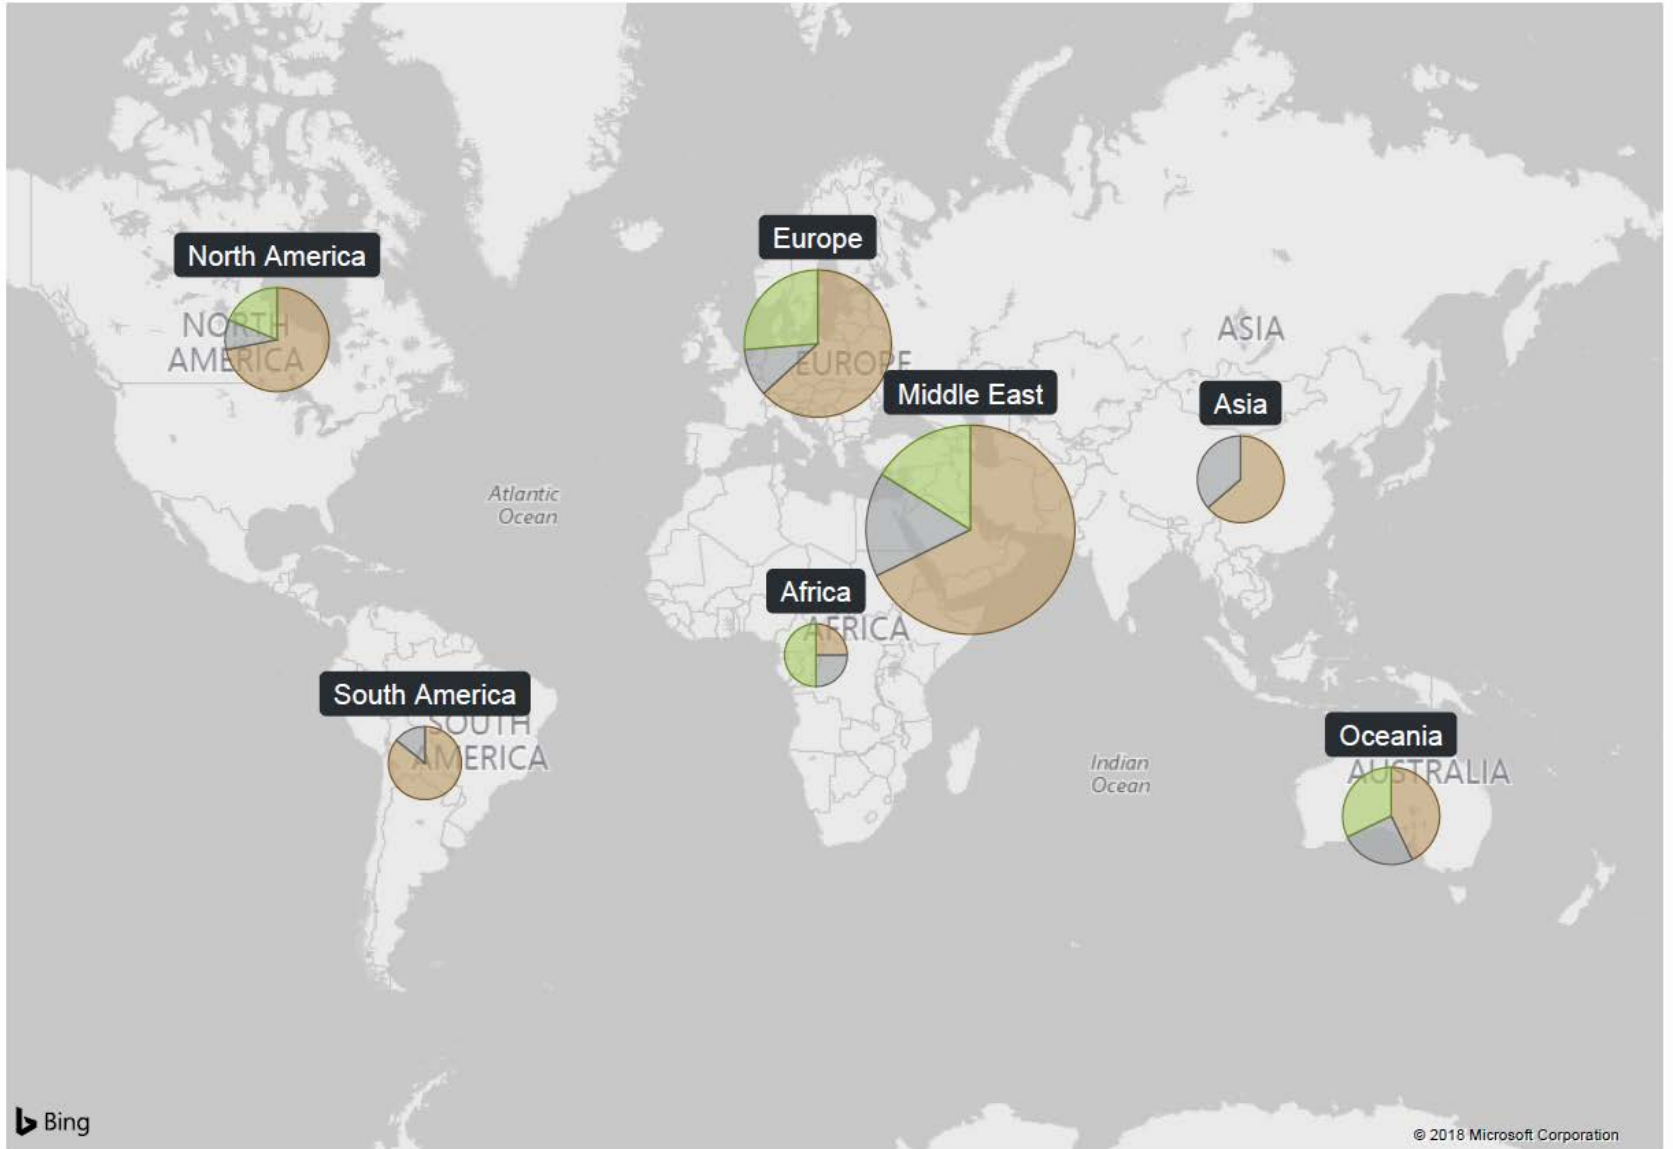 North America
NORTH
AMERICA
Europe
EUROPE
Middle East
ASIA
Asia
Atlantic
Ocean
Africa
AFRICA
South America
SOUTH
AMERICA
Indian
Ocean
Oceania
AUSTRALIA
Bing
© 2018 Microsoft Corporation